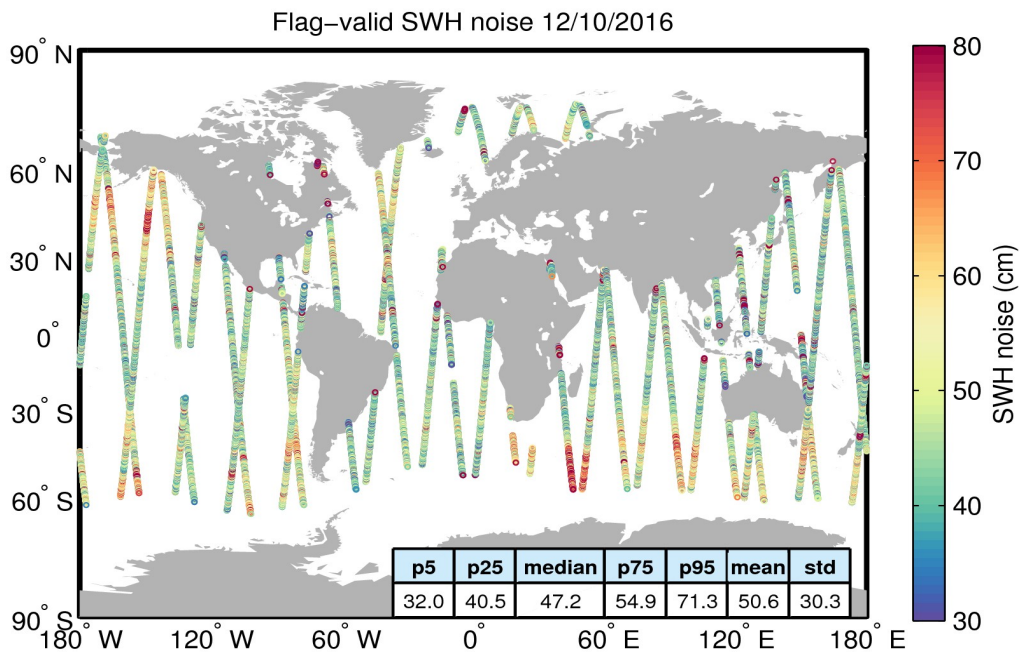 Flag−valid SWH noise 12/10/2016
90° N
60° N
30° N
0°
30° S
60° S
90° S
180° W
120° W
60° W
0°
60° E
120° E
180° E
p5 p25 median p75 p95 mean std
32.0 40.5 47.2 54.9 71.3 50.6 30.3
80
70
60
50
40
30
SWH noise (cm)